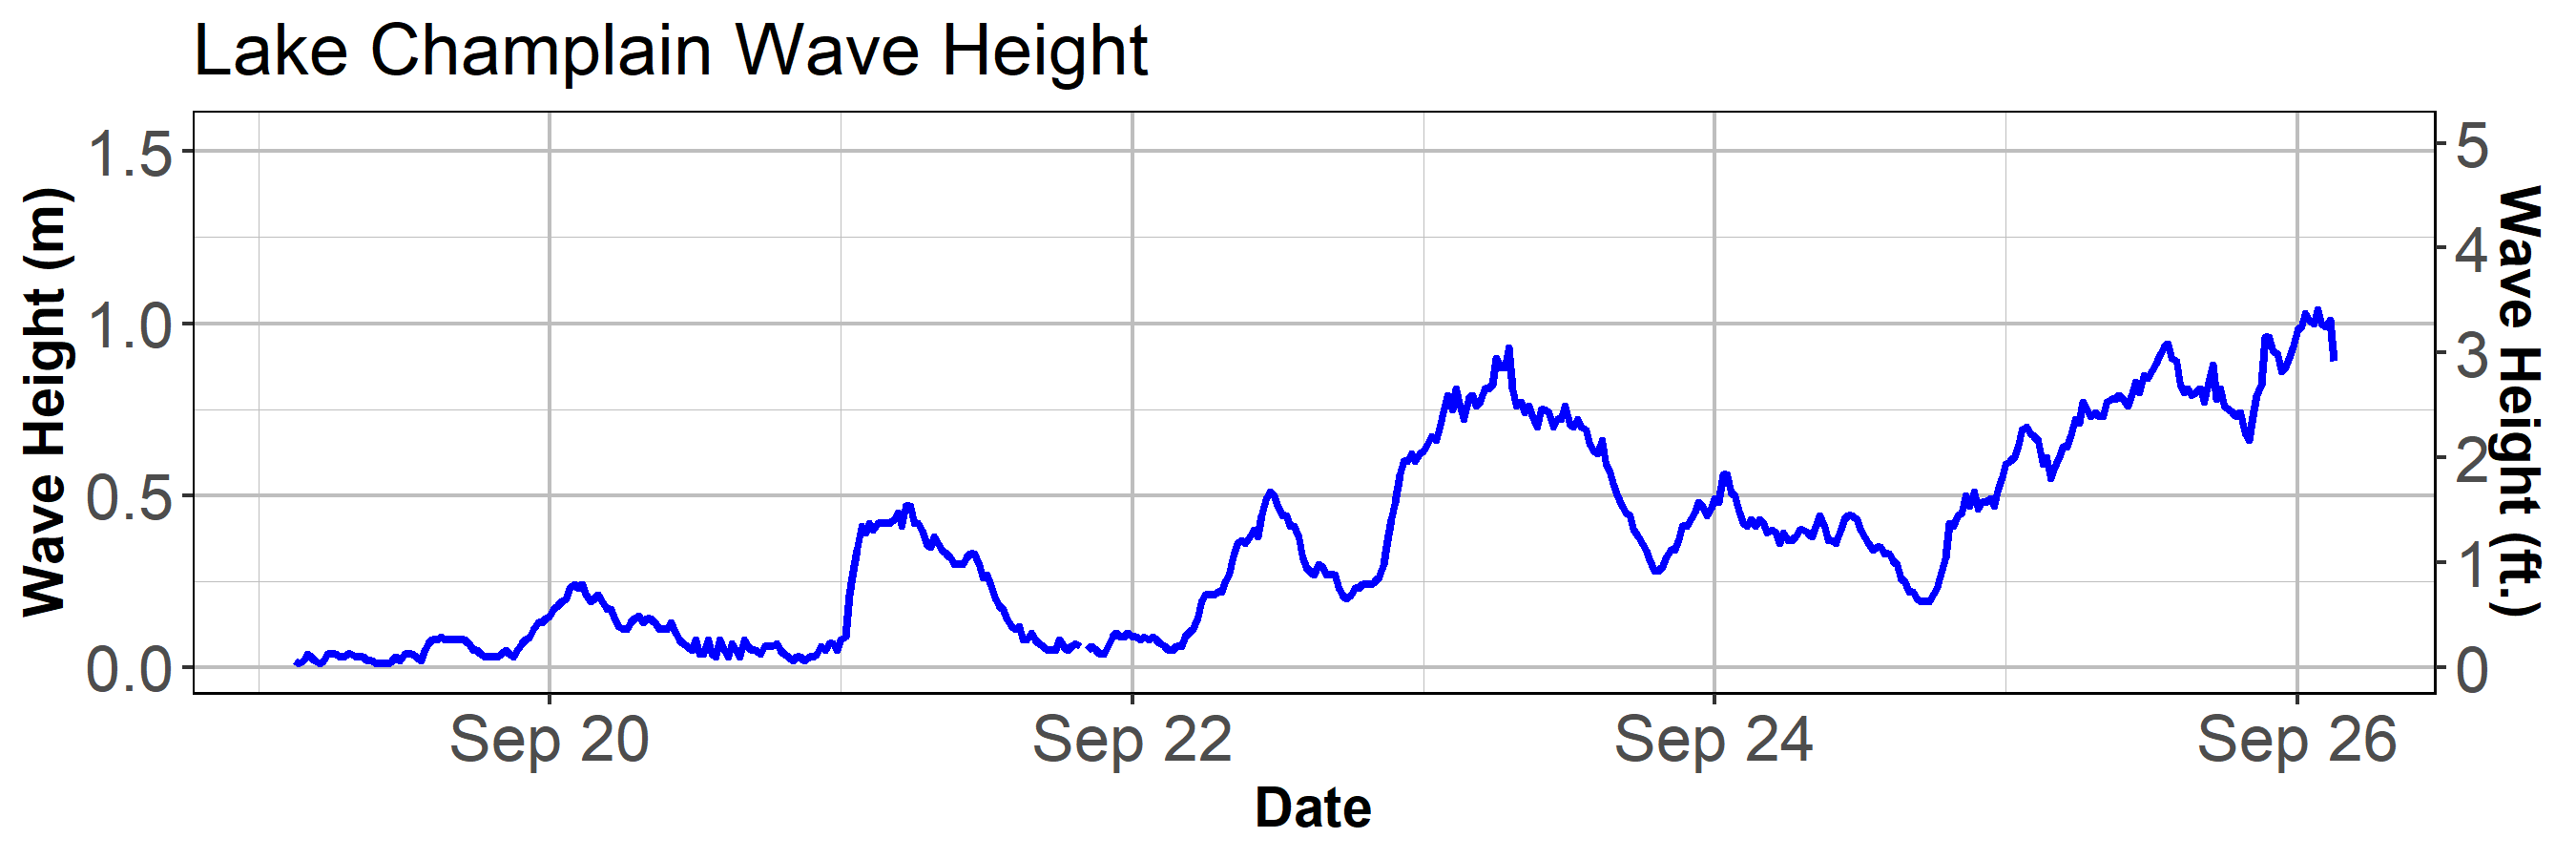 Lake Champlain Wave Height
Wave Height (m)
1.5
1.0
0.5
0.0
5
4
3
2
1
0
Wave Height (ft.)
Sep 20
Sep 22
Sep 24
Sep 26
Date